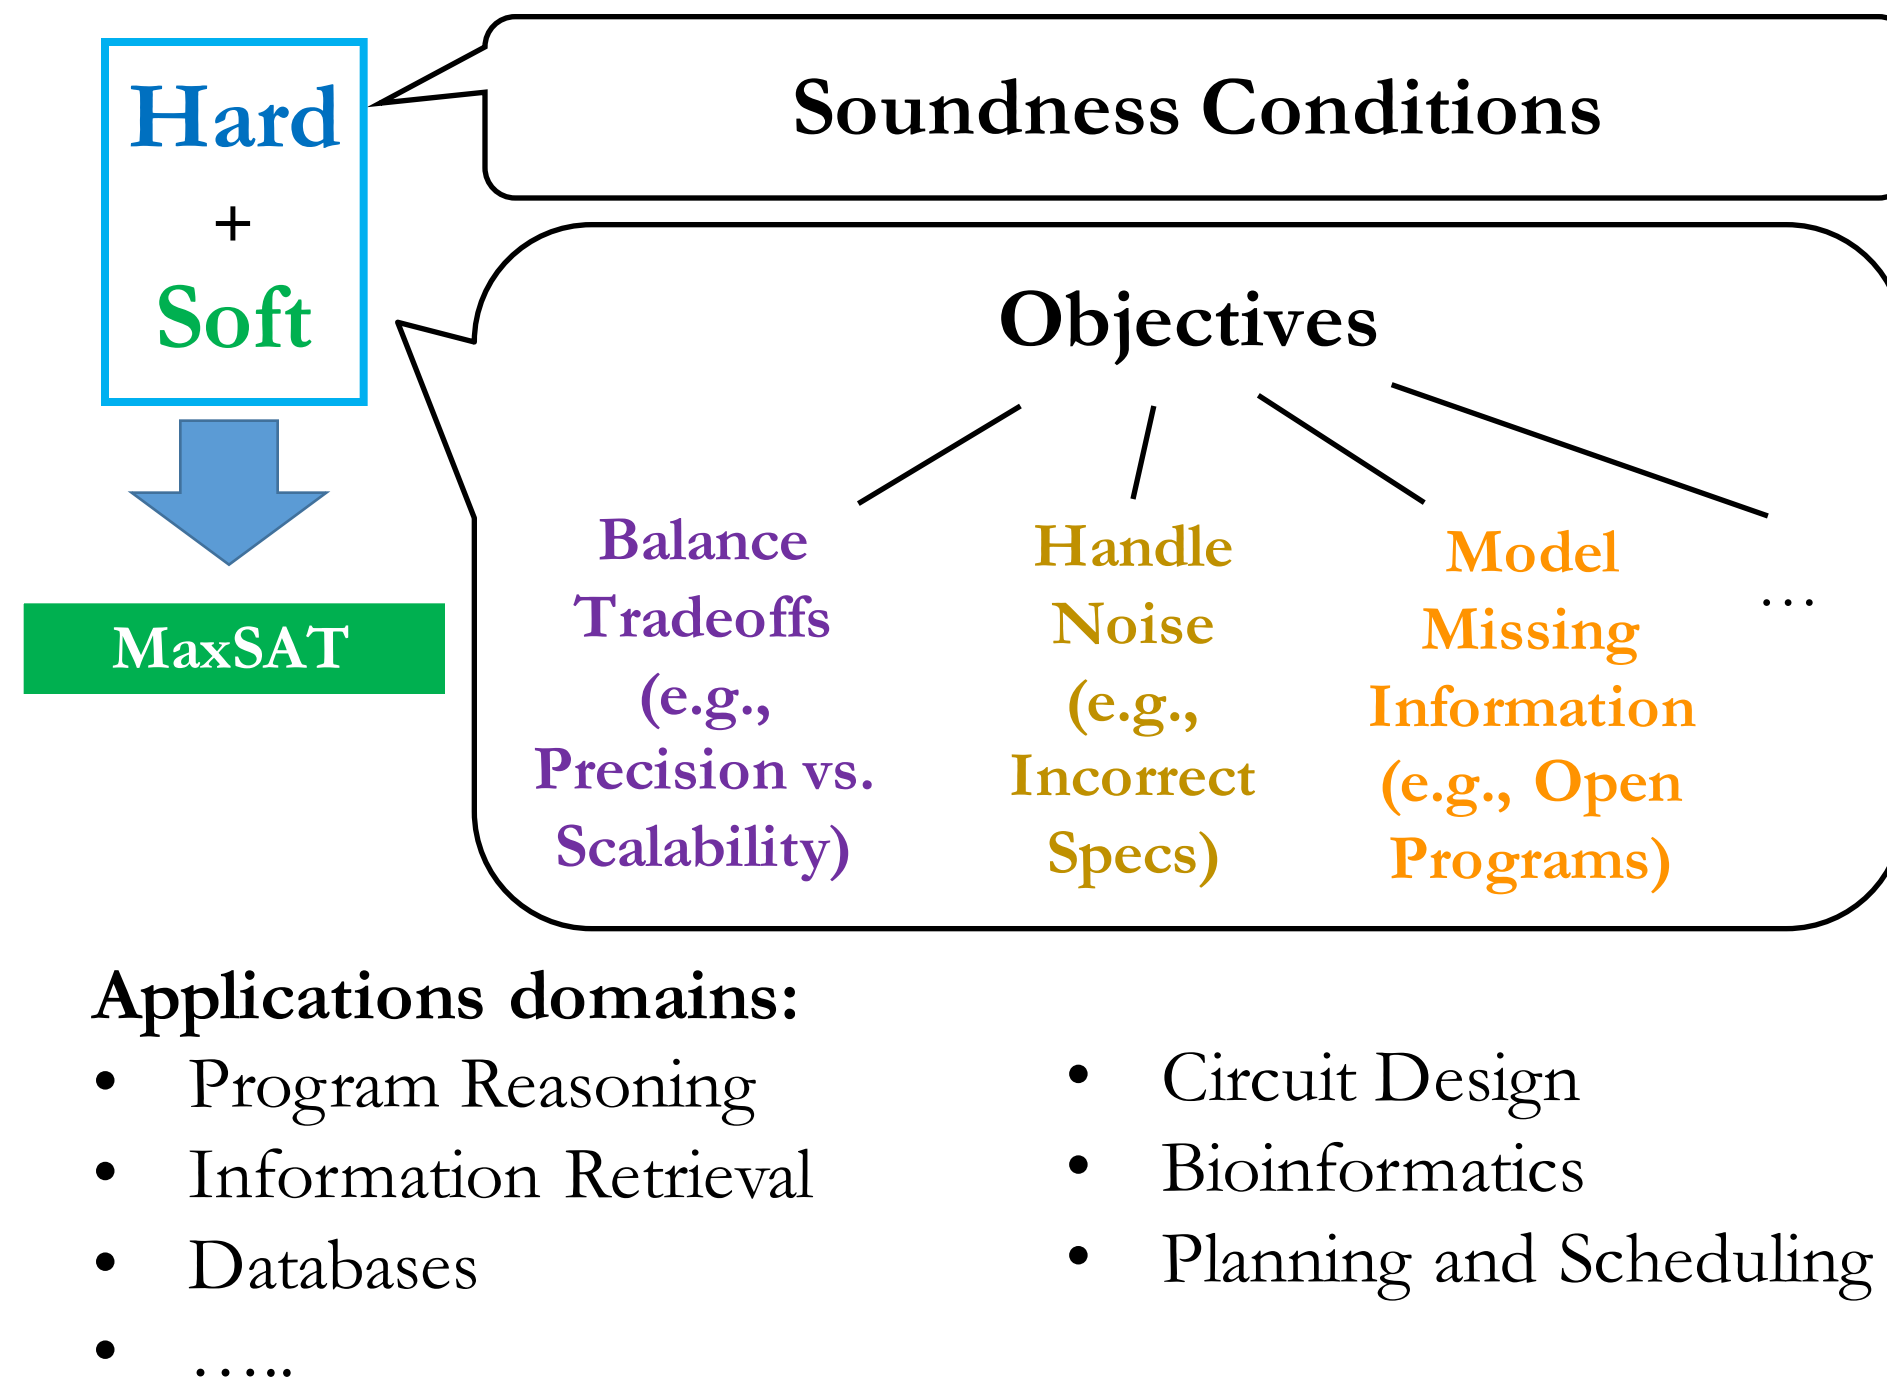 Hard
+
Soft
MaxSAT
Soundness Conditions
Objectives
Balance
Tradeoffs
(e.g.,
Precision vs.
Scalability)
Handle
Noise
(e.g.,
Incorrect
Specs)
Model
Missing
Information
(e.g., Open
Programs)
…
Applications domains:
• Program Reasoning
• Information Retrieval
• Databases
• …..
• Circuit Design
• Bioinformatics
• Planning and Scheduling